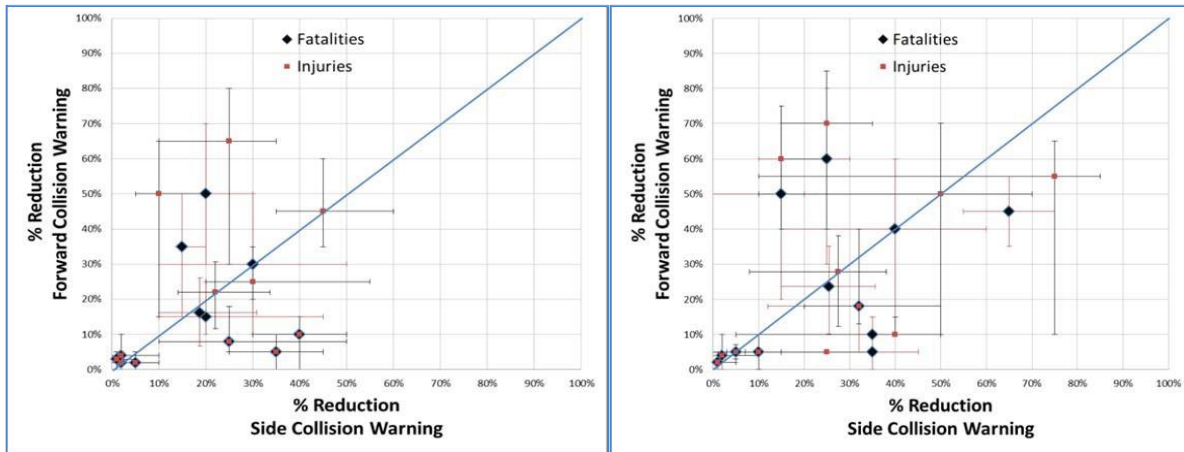 100%
90%
80%
70%
60%
50%
40%
30%
20%
10%
0%
% Reduction
Forward Collision Warning
Fatalities
Injuries
0% 10% 20% 30% 40% 50% 60% 70% 80% 90% 100%
% Reduction
Side Collision Warning
100%
90%
80%
70%
60%
50%
40%
30%
20%
10%
0%
% Reduction
Forward Collision Warning
Fatalities
Injuries
0% 10% 20% 30% 40% 50% 60% 70% 80% 90% 100%
% Reduction
Side Collision Warning